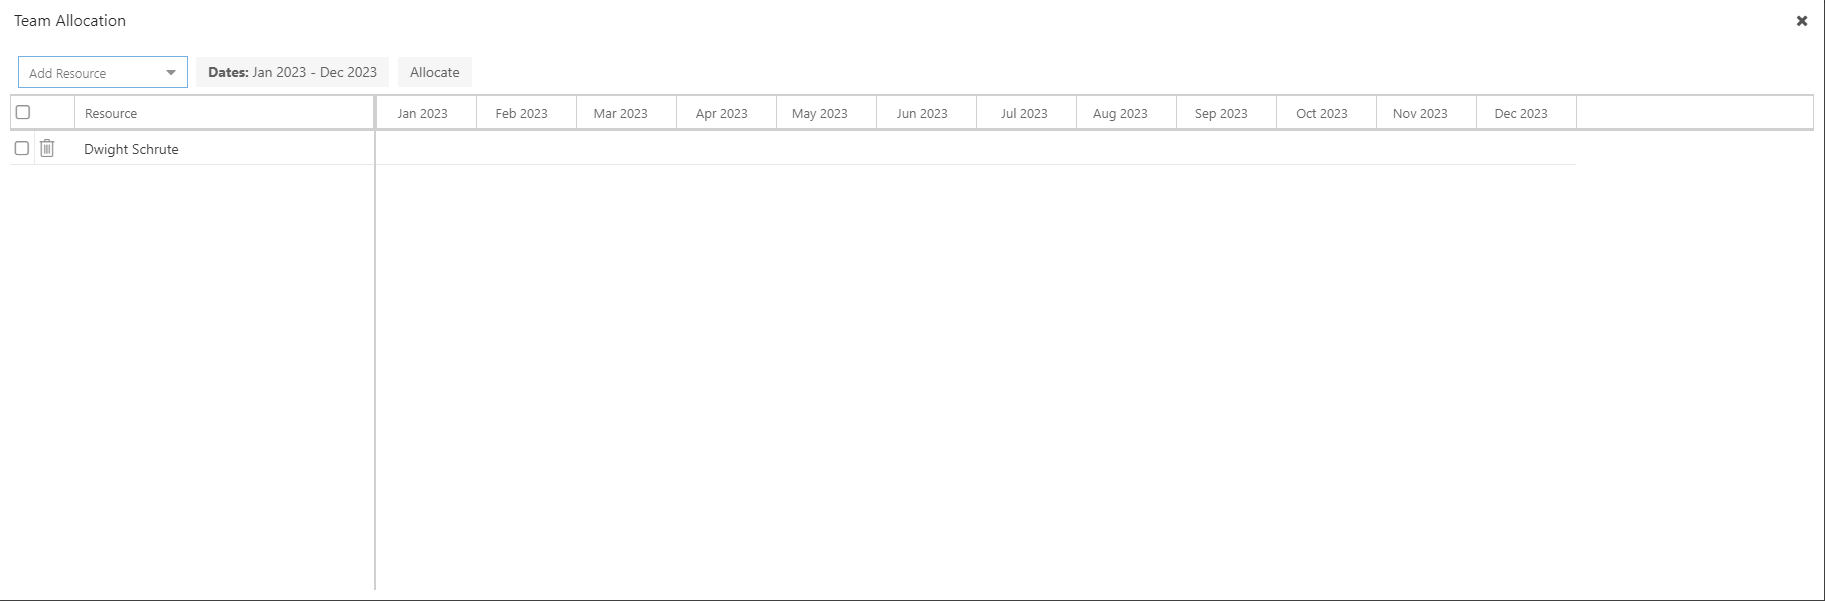 Team Allocation
Add Resource Dates: Jan 2023 - Dec 2023 Allocate
Resource Jan 2023 Feb 2023 Mar 2023 Apr 2023 May 2023 Jun 2023 Jul 2023 Aug 2023 Sep 2023 Oct 2023 Nov 2023 Dec 2023
Dwight Schrute